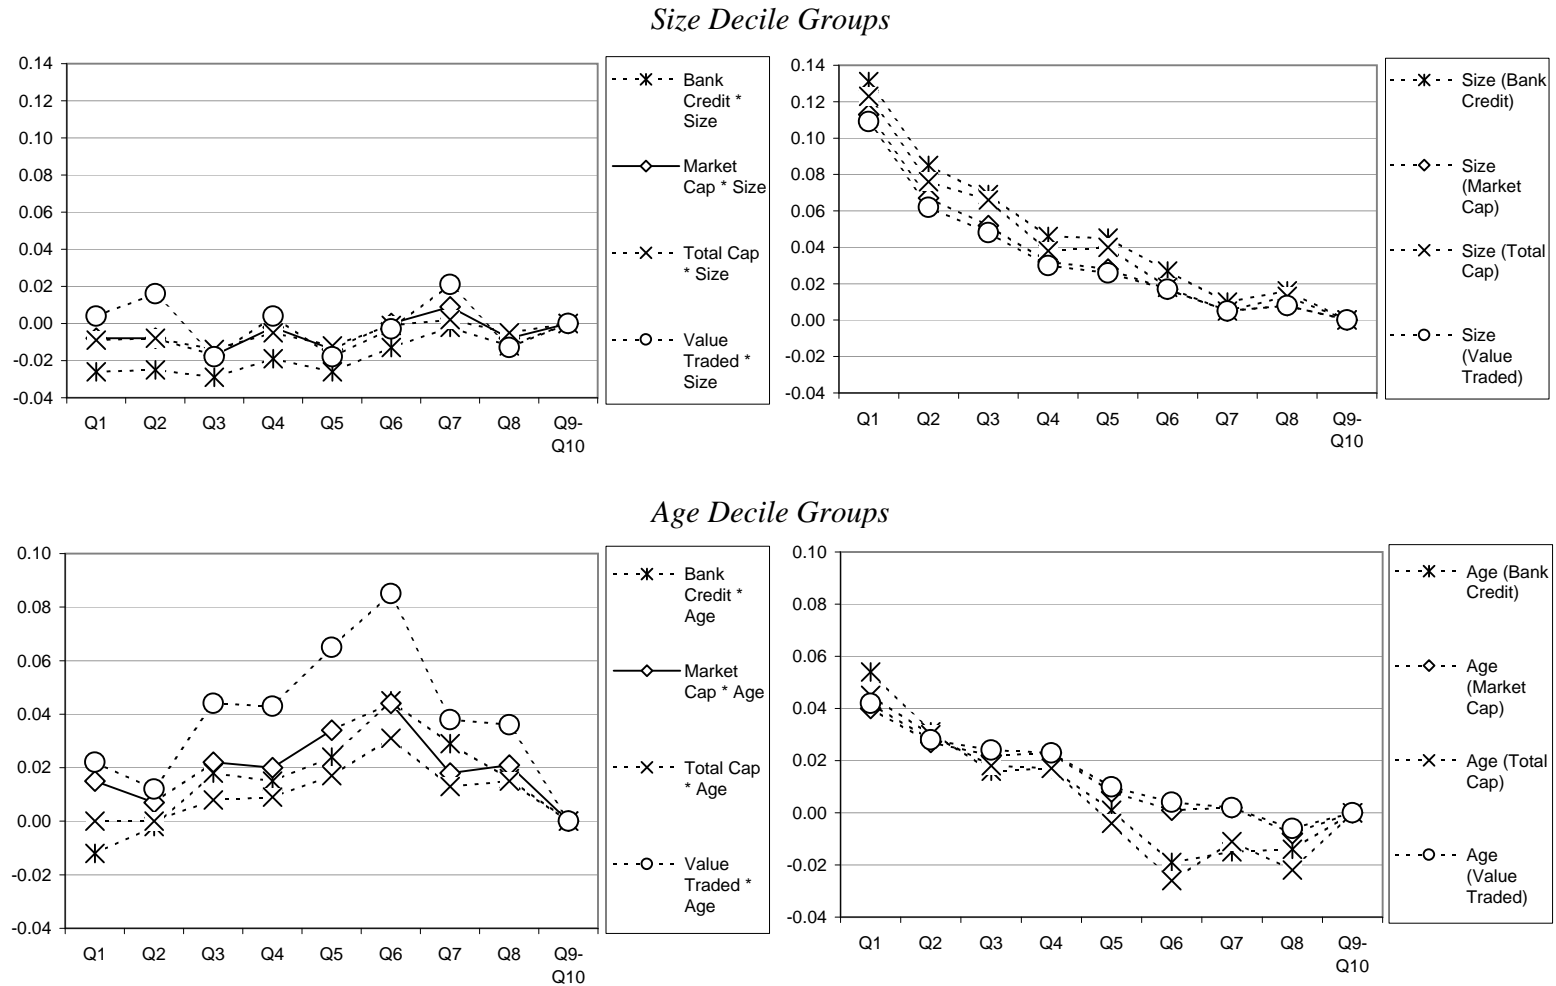 Size Decile Groups
0.14
0.12
0.10
0.08
0.06
0.04
0.02
0.00
-0.02
-0.04
Q1 Q2 Q3 Q4 Q5 Q6 Q7 Q8 Q9-
Q10
Bank
Credit *
Size
Market
Cap * Size
Total Cap
* Size
Value
Traded *
Size
0.14
0.12
0.10
0.08
0.06
0.04
0.02
0.00
-0.02
-0.04
Q1 Q2 Q3 Q4 Q5 Q6 Q7 Q8 Q9-
Q10
Size (Bank
Credit)
Size
(Market
Cap)
Size (Total
Cap)
Size
(Value
Traded)
Age Decile Groups
0.10
0.08
0.06
0.04
0.02
0.00
-0.02
-0.04
Q1 Q2 Q3 Q4 Q5 Q6 Q7 Q8 Q9-
Q10
Bank
Credit *
Age
Market
Cap * Age
Total Cap
* Age
Value
Traded *
Age
0.10
0.08
0.06
0.04
0.02
0.00
-0.02
-0.04
Q1 Q2 Q3 Q4 Q5 Q6 Q7 Q8 Q9-
Q10
Age (Bank
Credit)
Age
(Market
Cap)
Age (Total
Cap)
Age
(Value
Traded)